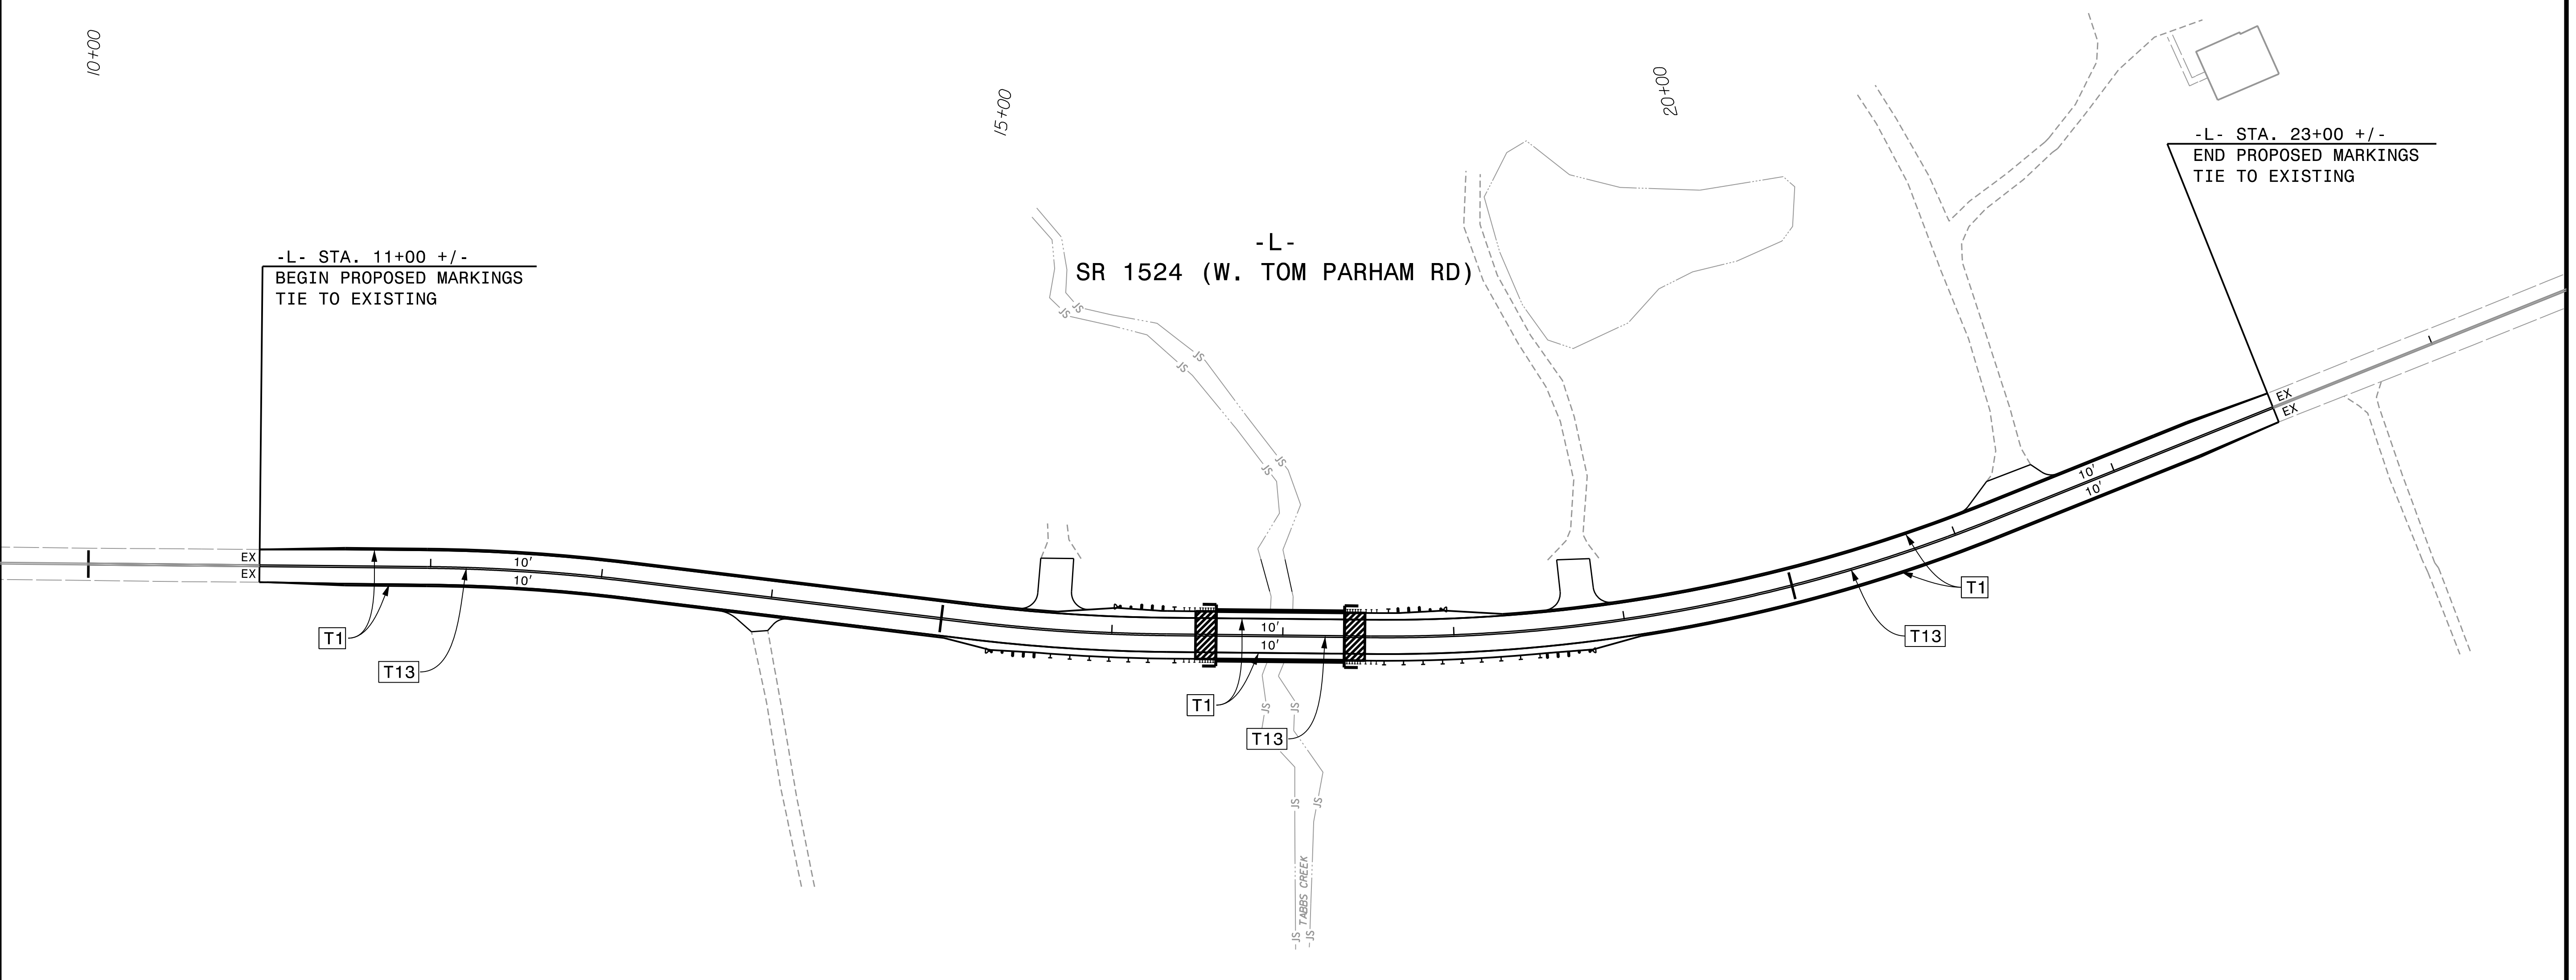 10+00
15+00
20+00
-L- STA. 23+00 +/-
END PROPOSED MARKINGS
TIE TO EXISTING
-L-
SR 1524 (W. TOM PARHAM RD)
-L- STA. 11+00 +/-
BEGIN PROPOSED MARKINGS
TIE TO EXISTING
JS
JS
JS
JS
EX
EX
JS
JS
10'
10'
EX
EX
10'
10'
T1
T13
10'
10'
T1
T13
T1
T13
JS
JS
JS
JS
TABBS CREEK
JS
JS